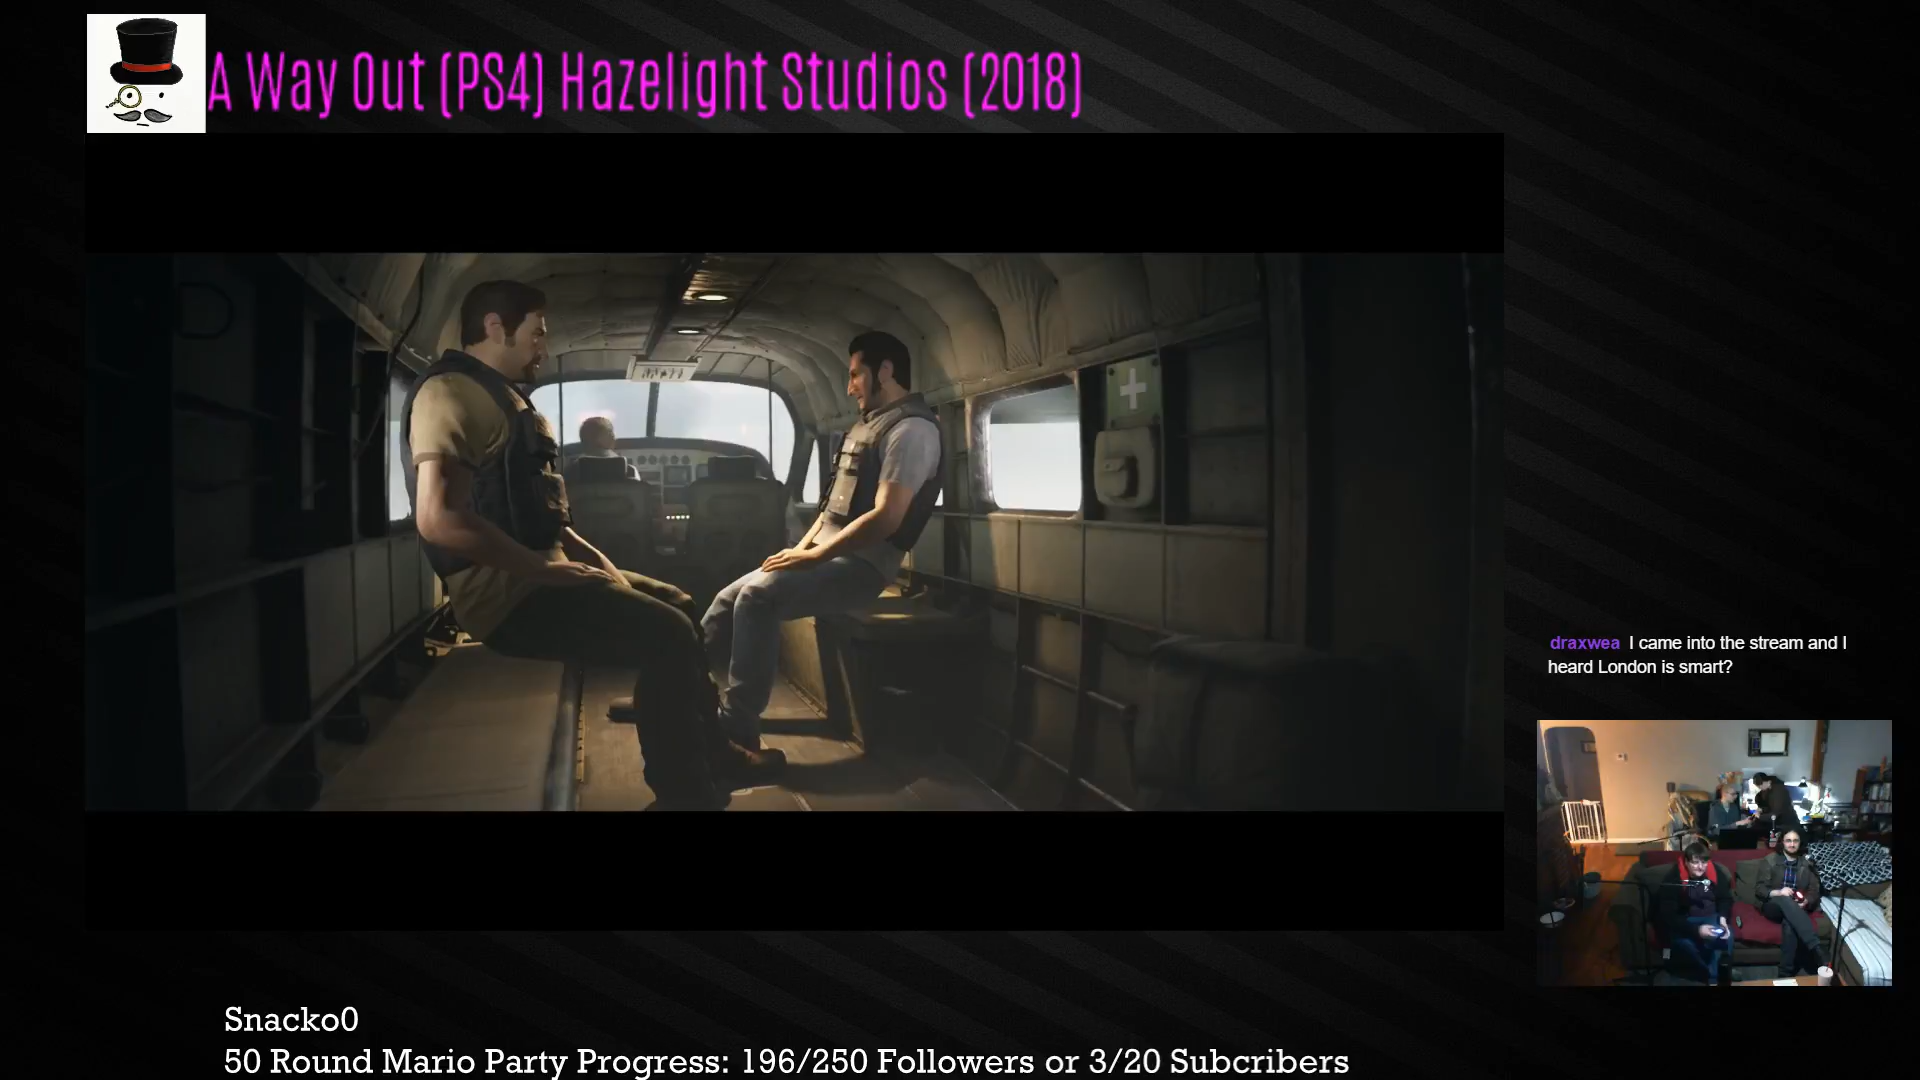 A Way Out (PS4) Hazelight Studios (2018)
draxwea I came into the stream and I
heard London is smart?
Snacko0
50 Round Mario Party Progress: 196/250 Followers or 3/20 Subcribers